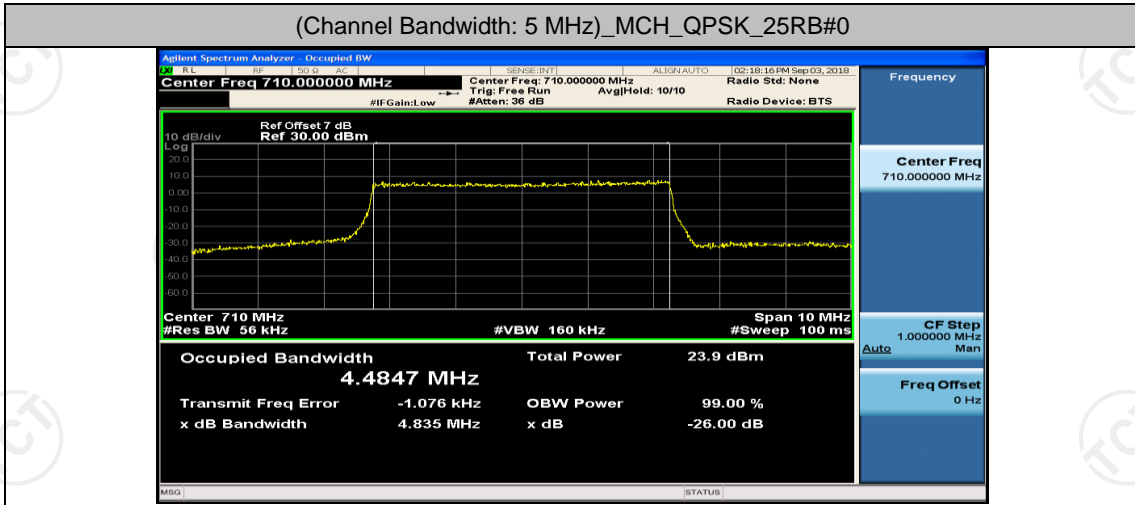 (Channel Bandwidth: 5 MHz)_MCH_QPSK_25RB#0
Agilent Spectrum Analyzer - Occupied BW
LXI RL RF 50 Ω AC SENSE:INT ALIGN AUTO 02:18:16 PM Sep 03, 2018
Center Freq 710.000000 MHz
Center Freq: 710.000000 MHz
Radio Std: None
Trig: Free Run Avg|Hold: 10/10
#IFGain:Low
#Atten: 36 dB
Radio Device: BTS
Ref Offset 7 dB
10 dB/div Ref 30.00 dBm
Log
20.0
10.0
0.00
-10.0
-20.0
-30.0
-40.0
-50.0
-60.0
Center 710 MHz Span 10 MHz
#Res BW 56 kHz #VBW 160 kHz #Sweep 100 ms
Occupied Bandwidth Total Power 23.9 dBm
4.4847 MHz
Transmit Freq Error -1.076 kHz OBW Power 99.00 %
x dB Bandwidth 4.835 MHz x dB -26.00 dB
MSG STATUS
Frequency
Center Freq
710.000000 MHz
CF Step
1.000000 MHz
Auto Man
Freq Offset
0 Hz
TCT
TCT
TCT